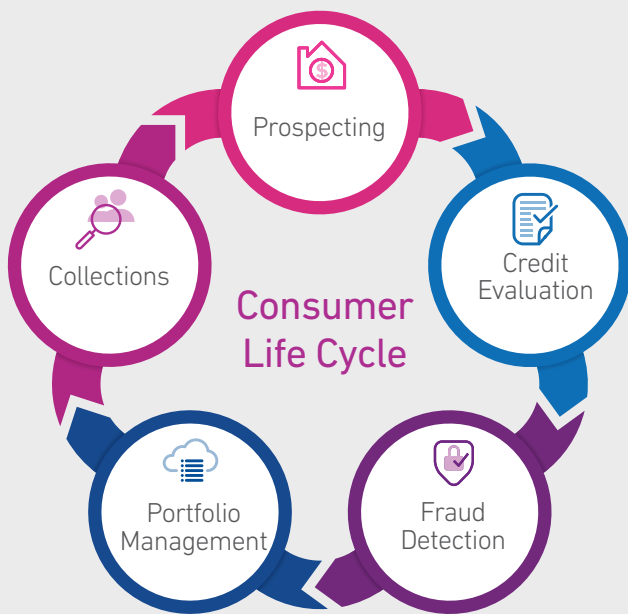 Prospecting
Credit
Evaluation
Fraud
Detection
Portfolio
Management
Collections
Consumer
Life Cycle
$